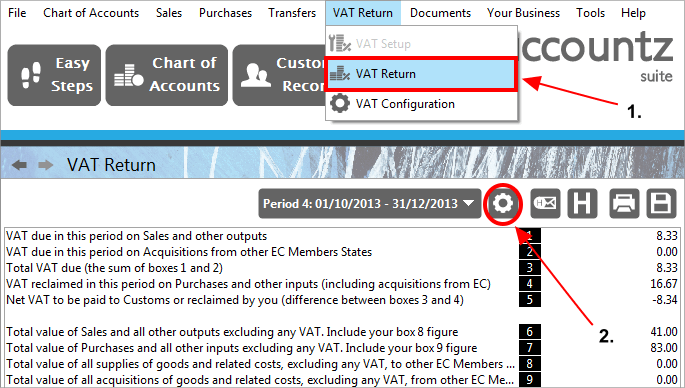 File Chart of Accounts Sales Purchases Transfers VAT Return Documents Your Business Tools Help
Easy Steps
Chart of Accounts
VAT Setup
VAT Return
VAT Configuration
ccountz
suite
1.
VAT Return
Period 4: 01/10/2013 - 31/12/2013
H
VAT due in this period on Sales and other outputs 1 8.33
VAT due in this period on Acquisitions from other EC Members States 2 0.00
Total VAT due (the sum of boxes 1 and 2) 3 8.33
VAT reclaimed in this period on Purchases and other inputs (including acquisitions from EC) 4 16.67
Net VAT to be paid to Customs or reclaimed by you (difference between boxes 3 and 4) 5 -8.34
2.
Total value of Sales and all other outputs excluding any VAT. Include your box 8 figure 6 41.00
Total value of Purchases and all other inputs excluding any VAT. Include your box 9 figure 7 83.00
Total value of all supplies of goods and related costs, excluding any VAT, to other EC Members ... 8 0.00
Total value of all acquisitions of goods and related costs, excluding any VAT, from other EC Me... 9 0.00